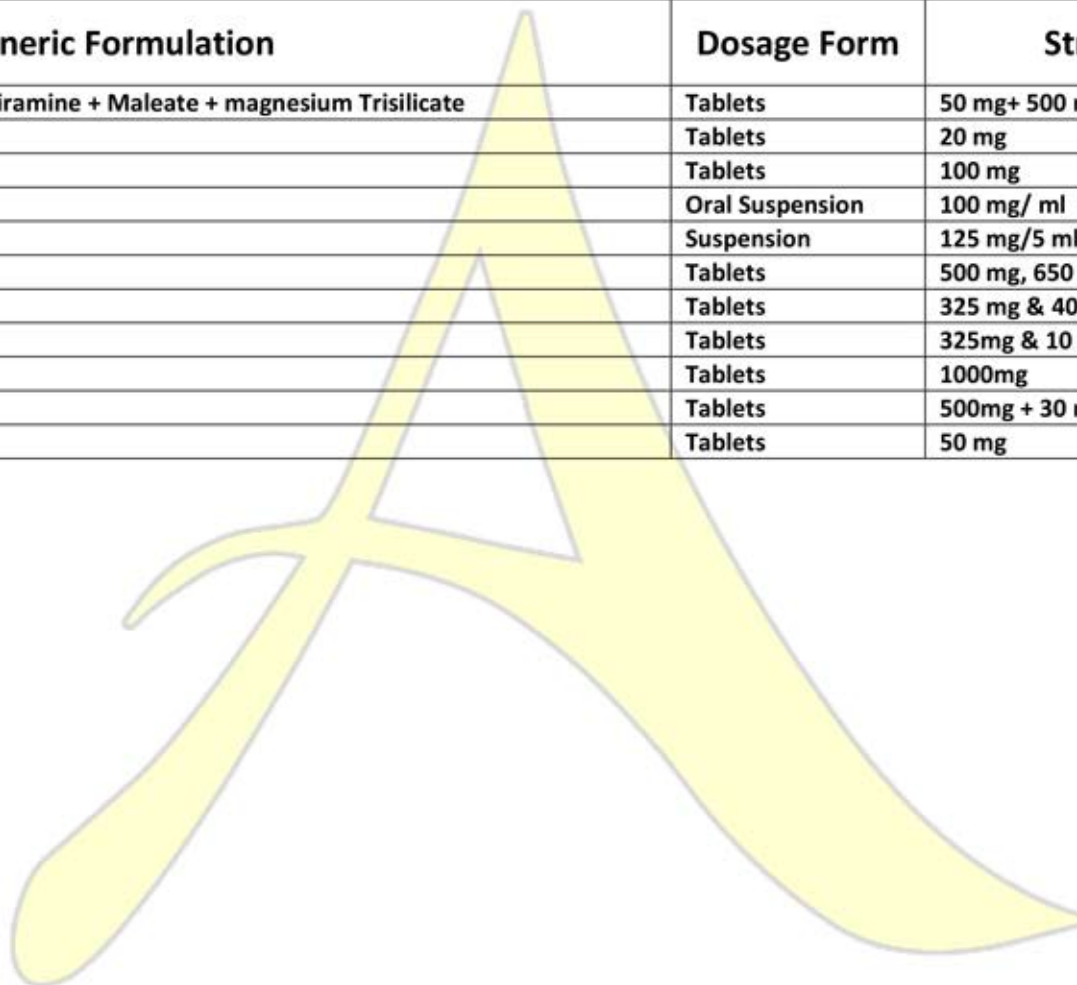 neric Formulation Dosage Form Str
iramine + Maleate + magnesium Trisilicate Tablets 50 mg+ 500 m
Tablets 20 mg
Tablets 100 mg
Oral Suspension 100 mg/ ml
Suspension 125 mg/5 ml
Tablets 500 mg, 650
Tablets 325 mg & 40
Tablets 325mg & 10
Tablets 1000mg
Tablets 500mg + 30 m
Tablets 50 mg